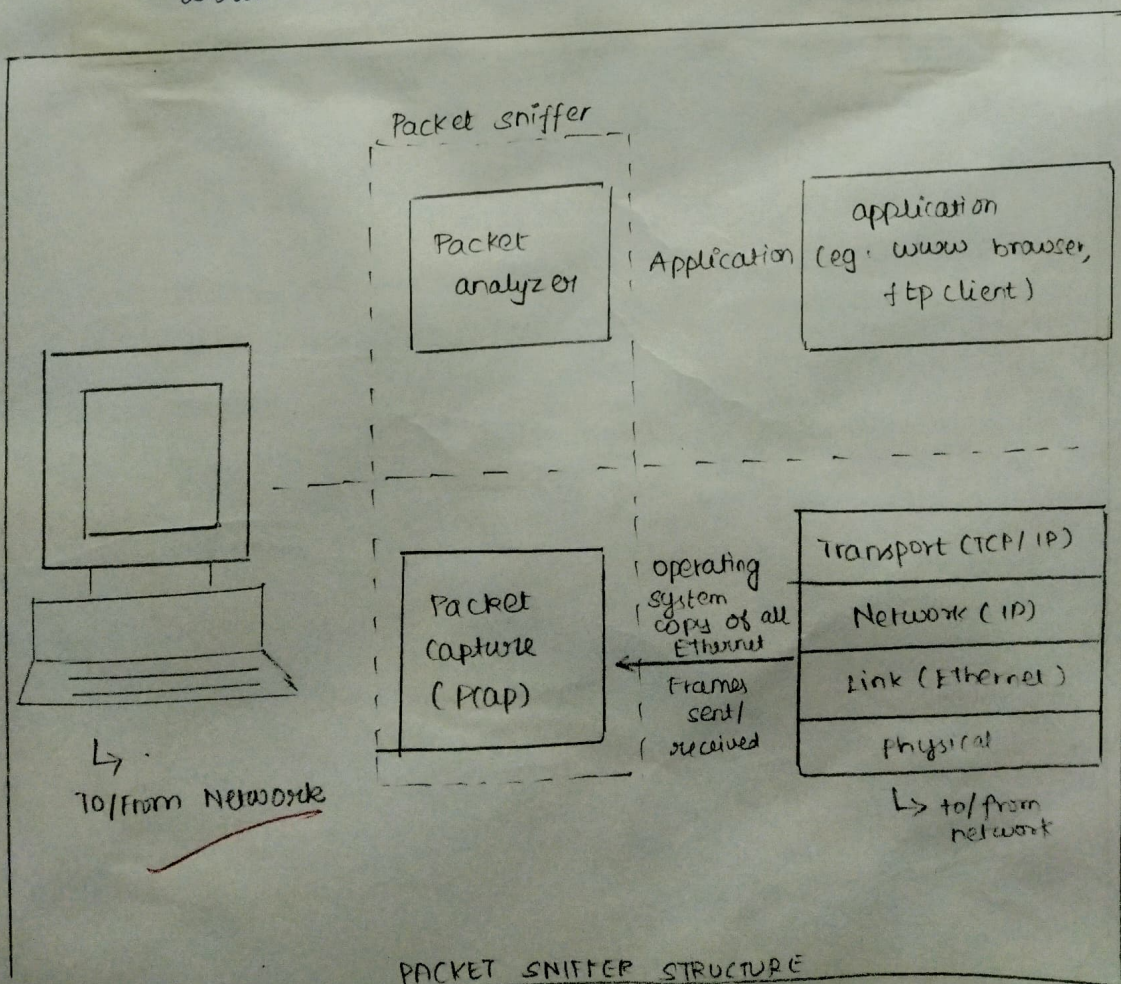 Packet sniffer
Packet
analyzer
Application
application
(eg. www browser,
ftp client)
Packet
capture
(Pcap)
operating
system
copy of all
Ethernet
Frames
sent/
received
Transport (TCP/IP)
Network (IP)
Link (Ethernet)
Physical
To/From Network
to/from
network
PACKET SNIFFER STRUCTURE